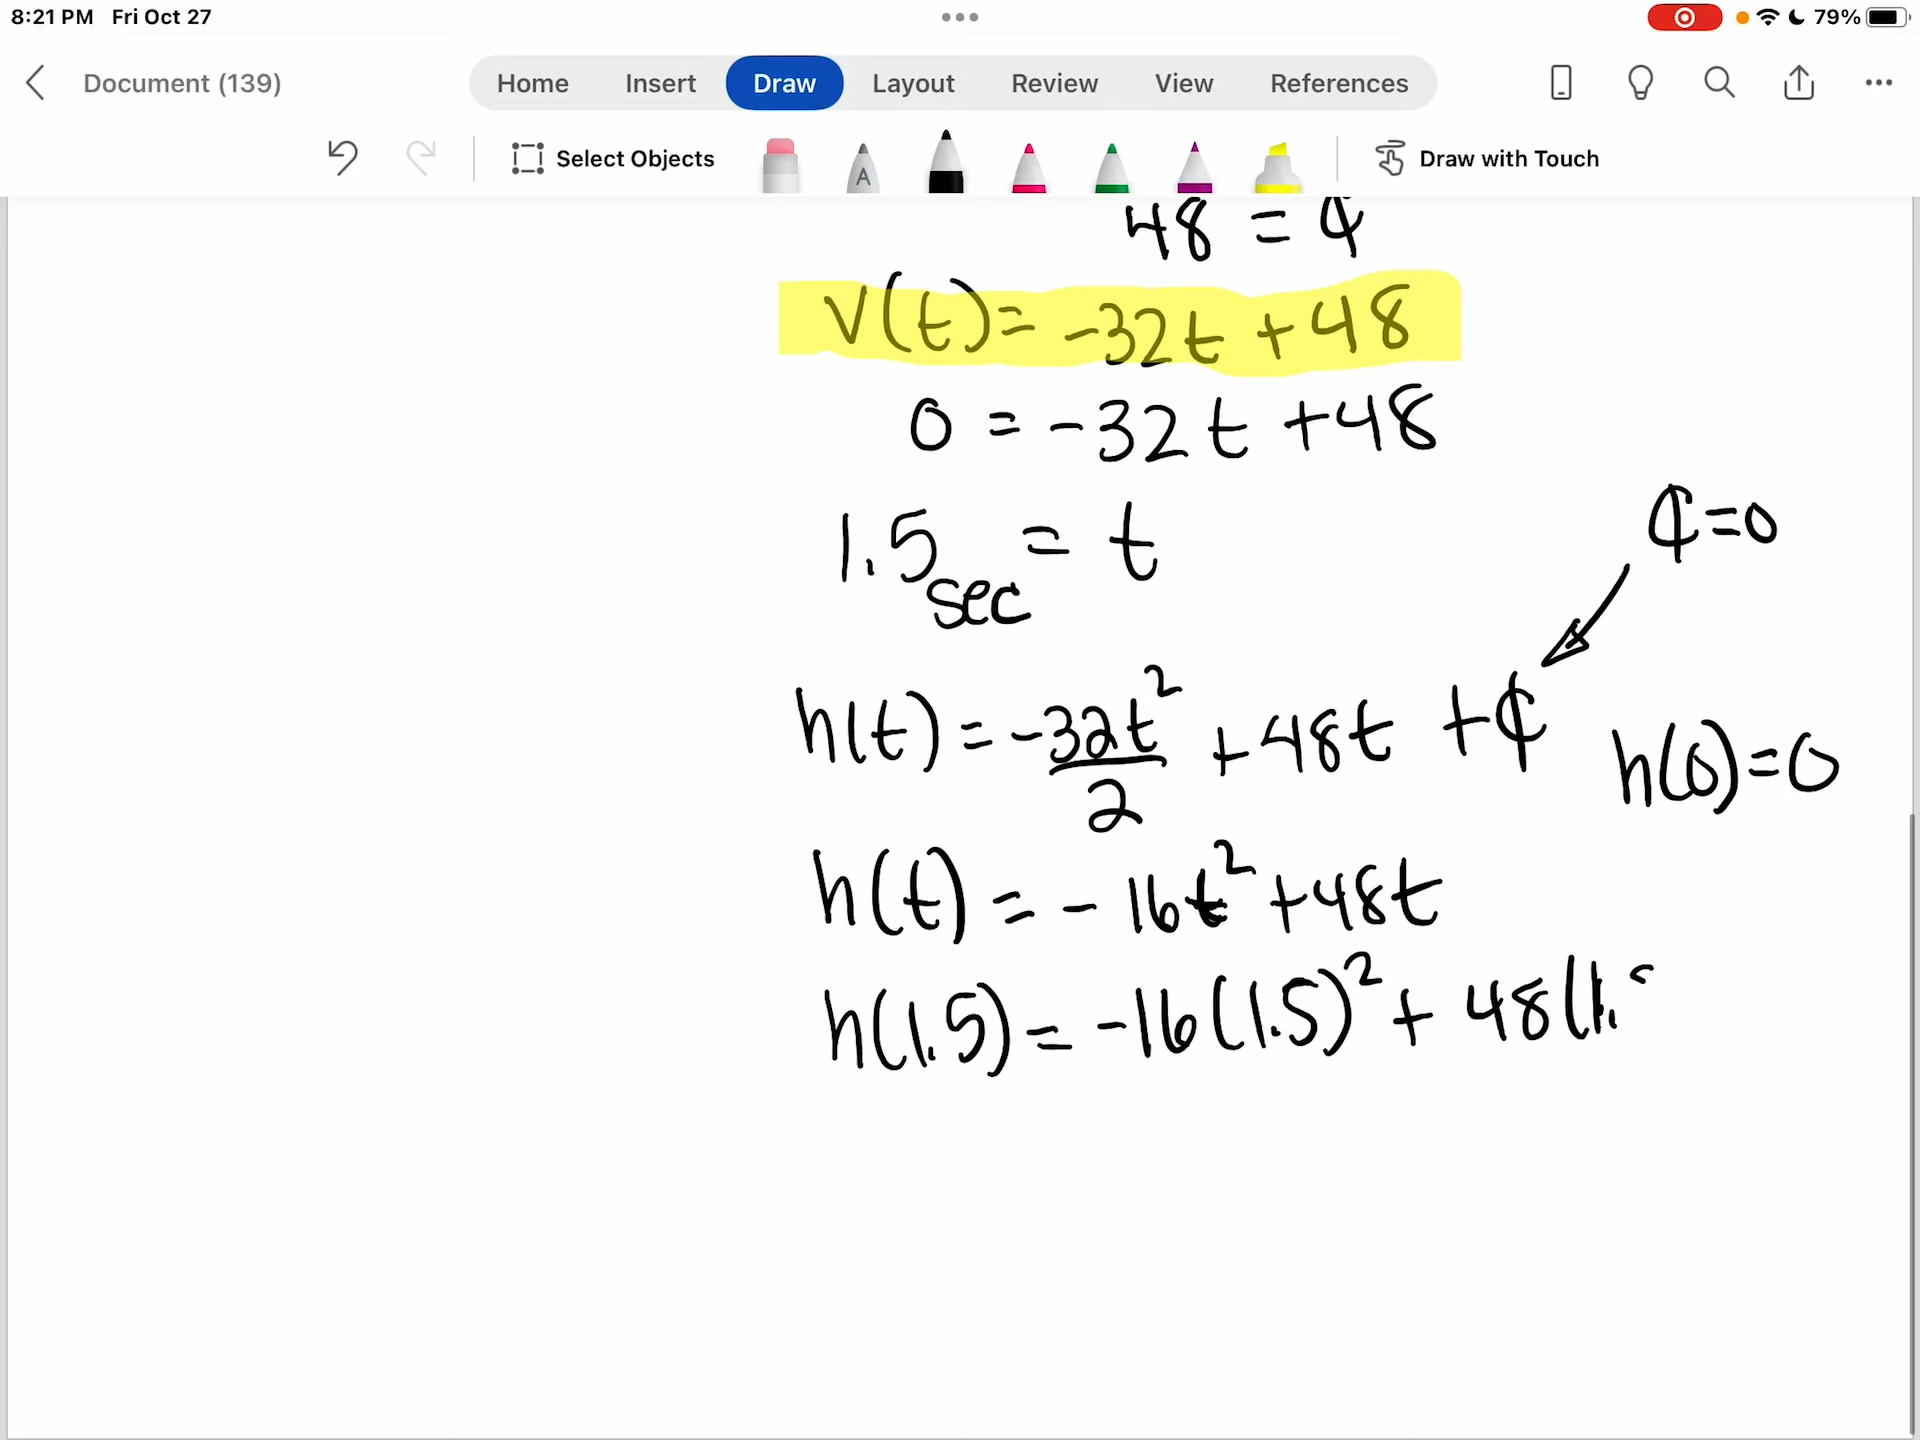 8:21 PM Fri Oct 27
79%
Document (139)
Home Insert Draw Layout Review View References
Select Objects
A
Draw with Touch
48 = ₵
v(t) = -32t + 48
0 = -32t + 48
1.5 sec = t
₵ = 0
h(t) = -32t²/2 + 48t + ₵
h(0) = 0
h(t) = -16t² + 48t
h(1.5) = -16(1.5)² + 48(1.